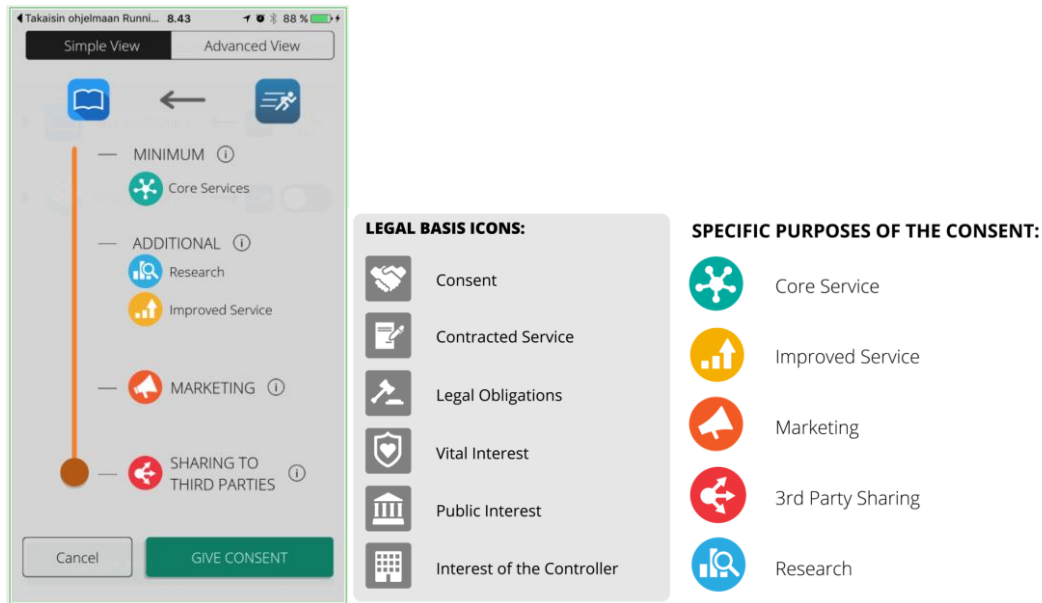 Takaisin ohjelmaan Runni... 8.43 88 %
Simple View Advanced View
MINIMUM
Core Services
ADDITIONAL
Research
Improved Service
MARKETING
SHARING TO
THIRD PARTIES
Cancel GIVE CONSENT
LEGAL BASIS ICONS:
Consent
Contracted Service
Legal Obligations
Vital Interest
Public Interest
Interest of the Controller
SPECIFIC PURPOSES OF THE CONSENT:
Core Service
Improved Service
Marketing
3rd Party Sharing
Research